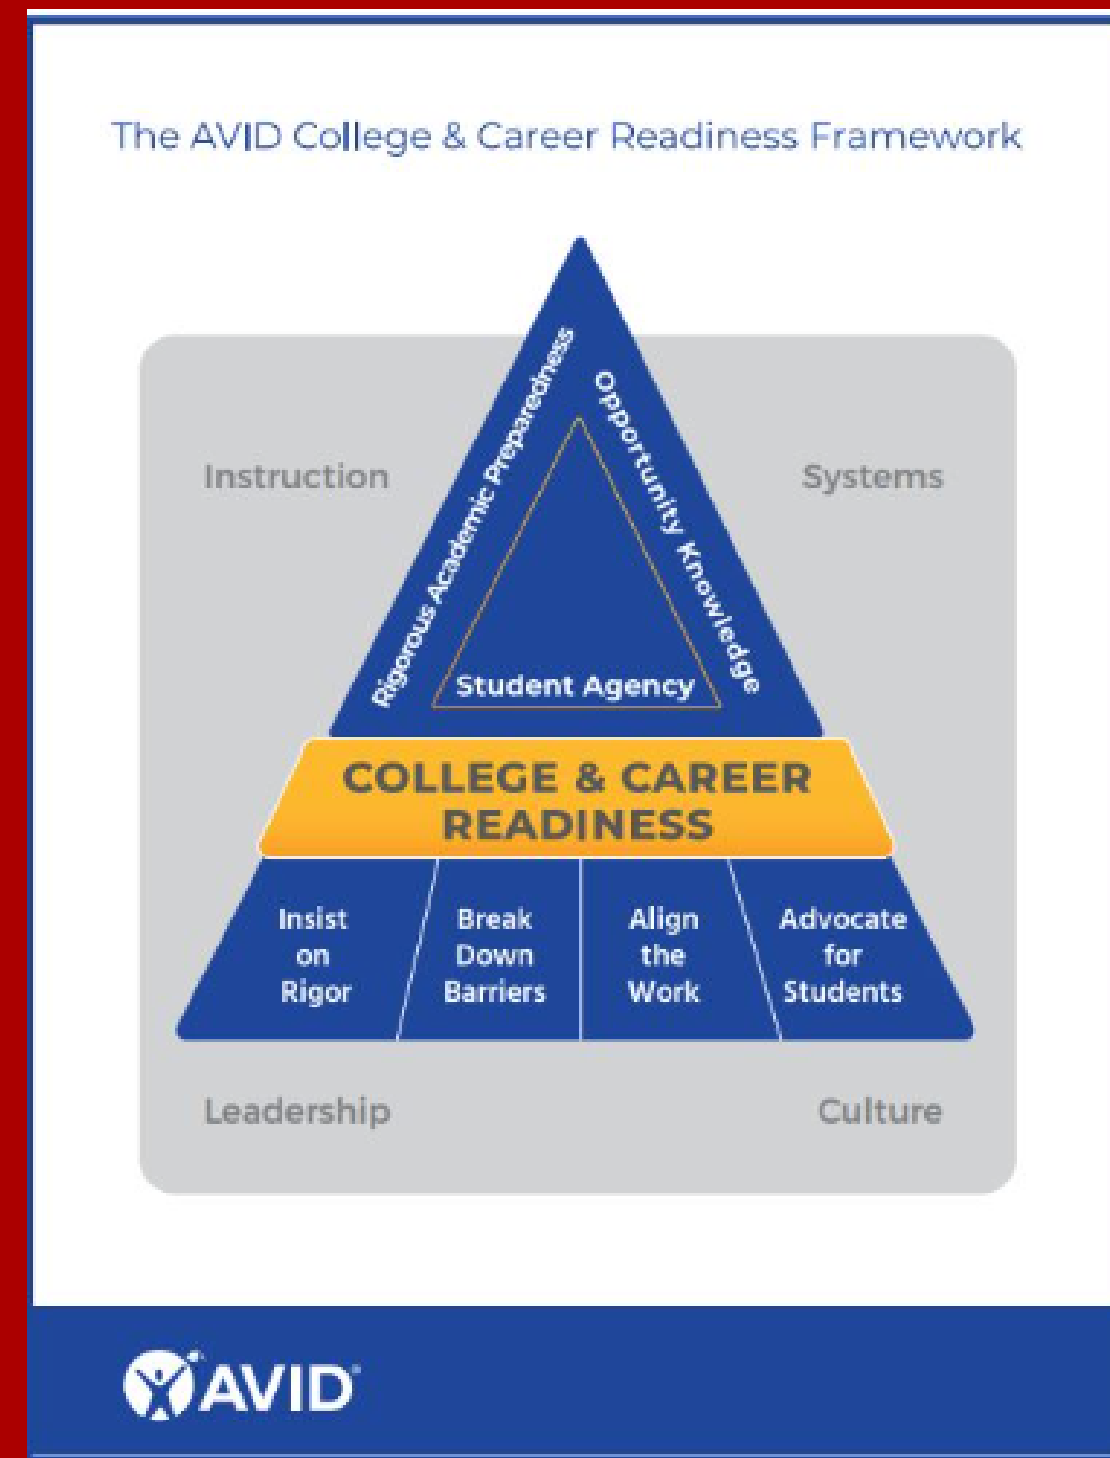 The AVID College & Career Readiness Framework
Rigorous Academic Preparedness
Opportunity Knowledge
Instruction
Systems
Student Agency
COLLEGE & CAREER
READINESS
Insist
on
Rigor
Break
Down
Barriers
Align
the
Work
Advocate
for
Students
Leadership
Culture
AVID®